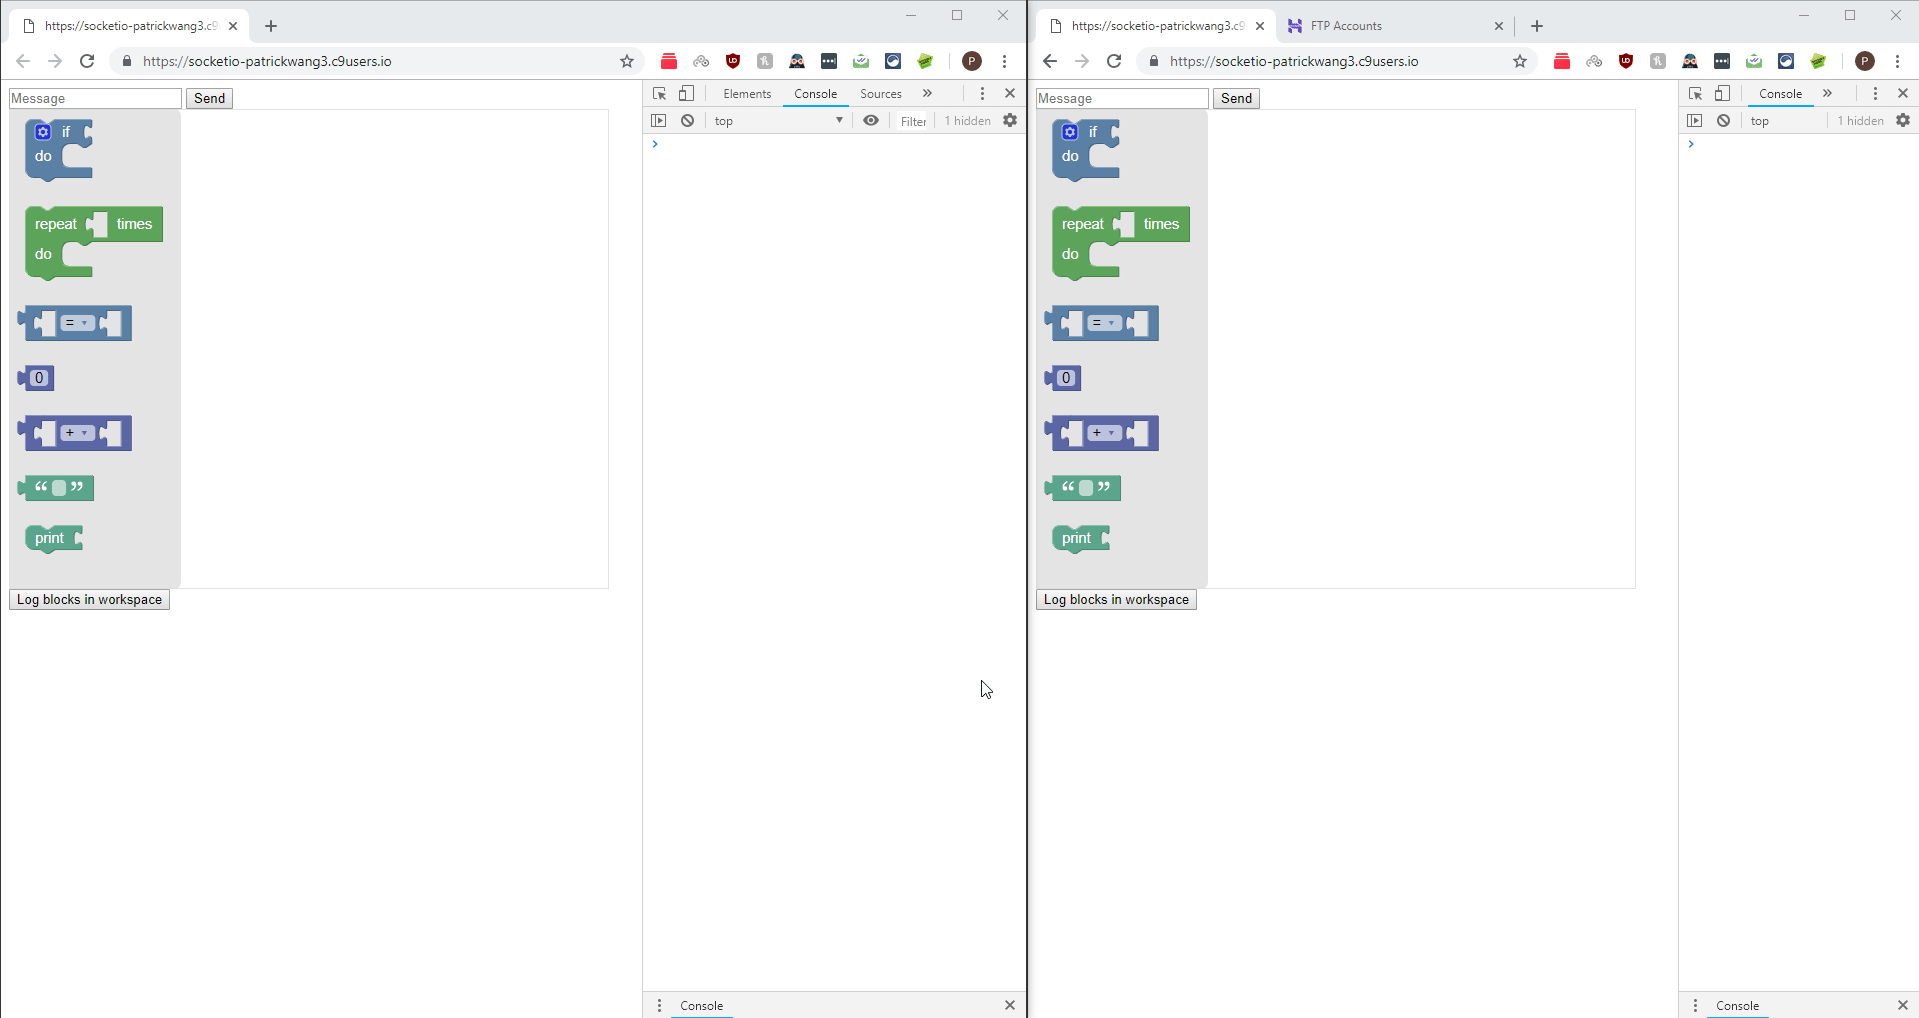 https://socketio-patrickwang3.c9
https://socketio-patrickwang3.c9users.io
P
Message
Send
if
do
repeat times
do
=
0
+
“ ”
print
Log blocks in workspace
Elements Console Sources »
top Filter 1 hidden
Console
https://socketio-patrickwang3.c9
FTP Accounts
https://socketio-patrickwang3.c9users.io
P
Message
Send
if
do
repeat times
do
=
0
+
“ ”
print
Log blocks in workspace
Console »
top 1 hidden
Console